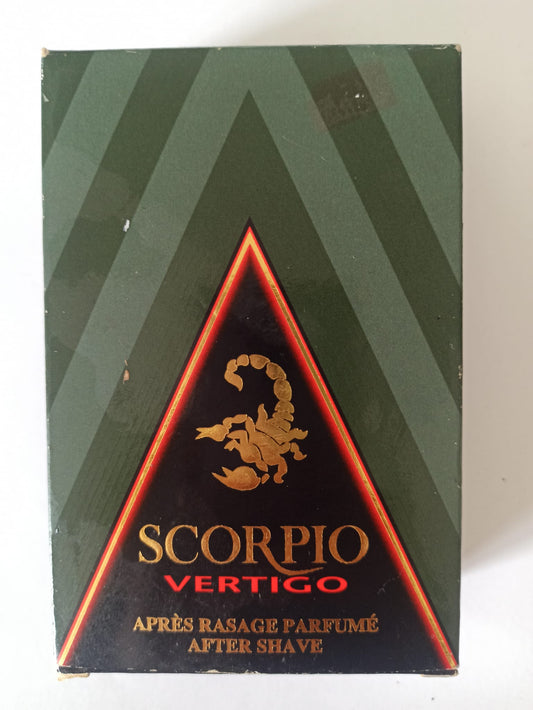 SCORPIO
VERTIGO
APRÈS RASAGE PARFUMÉ
AFTER SHAVE